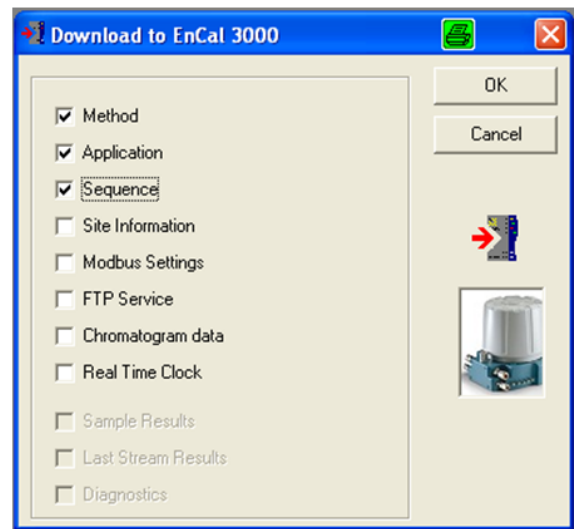 Download to EnCal 3000
OK
Cancel
Method
Application
Sequence
Site Information
Modbus Settings
FTP Service
Chromatogram data
Real Time Clock
Sample Results
Last Stream Results
Diagnostics